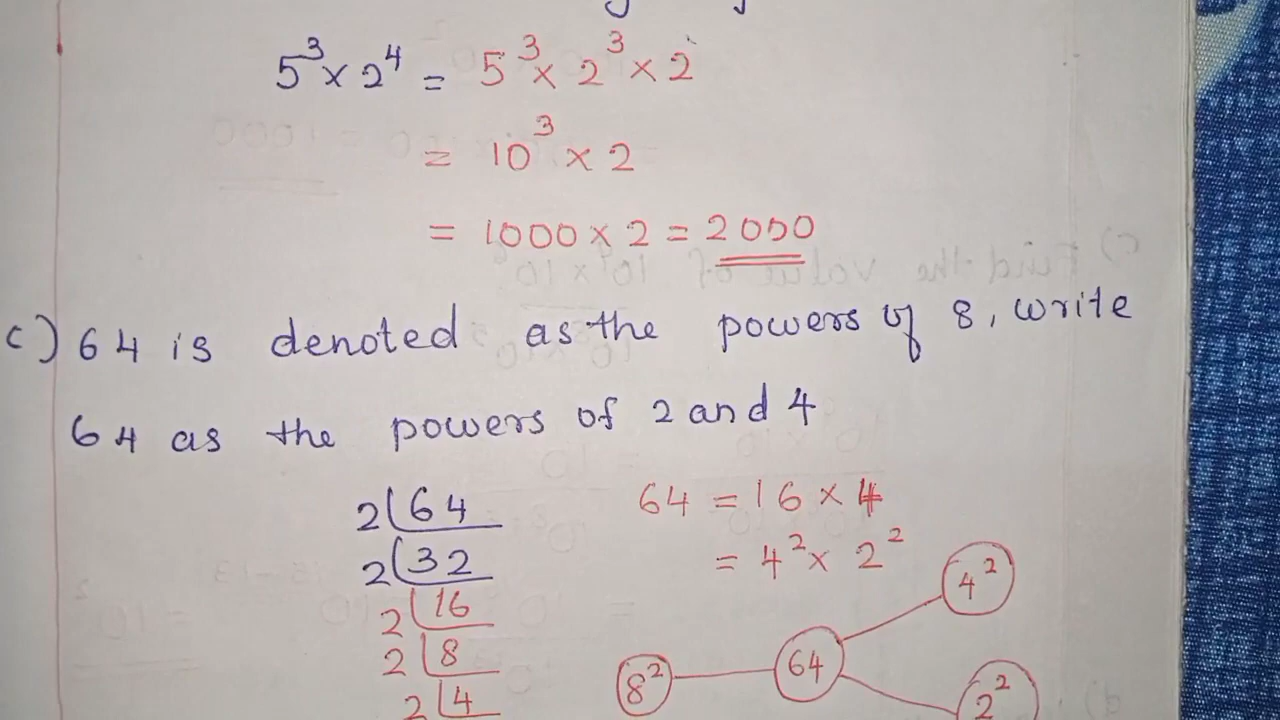 5³ × 2⁴ = 5³ × 2³ × 2
= 10³ × 2
= 1000 × 2 = 2000
c) 64 is denoted as the powers of 8, write
64 as the powers of 2 and 4
2 64
64 = 16 × 4
2 32
= 4² × 2²
4²
2 16
2 8
8² 64
2 4
2²